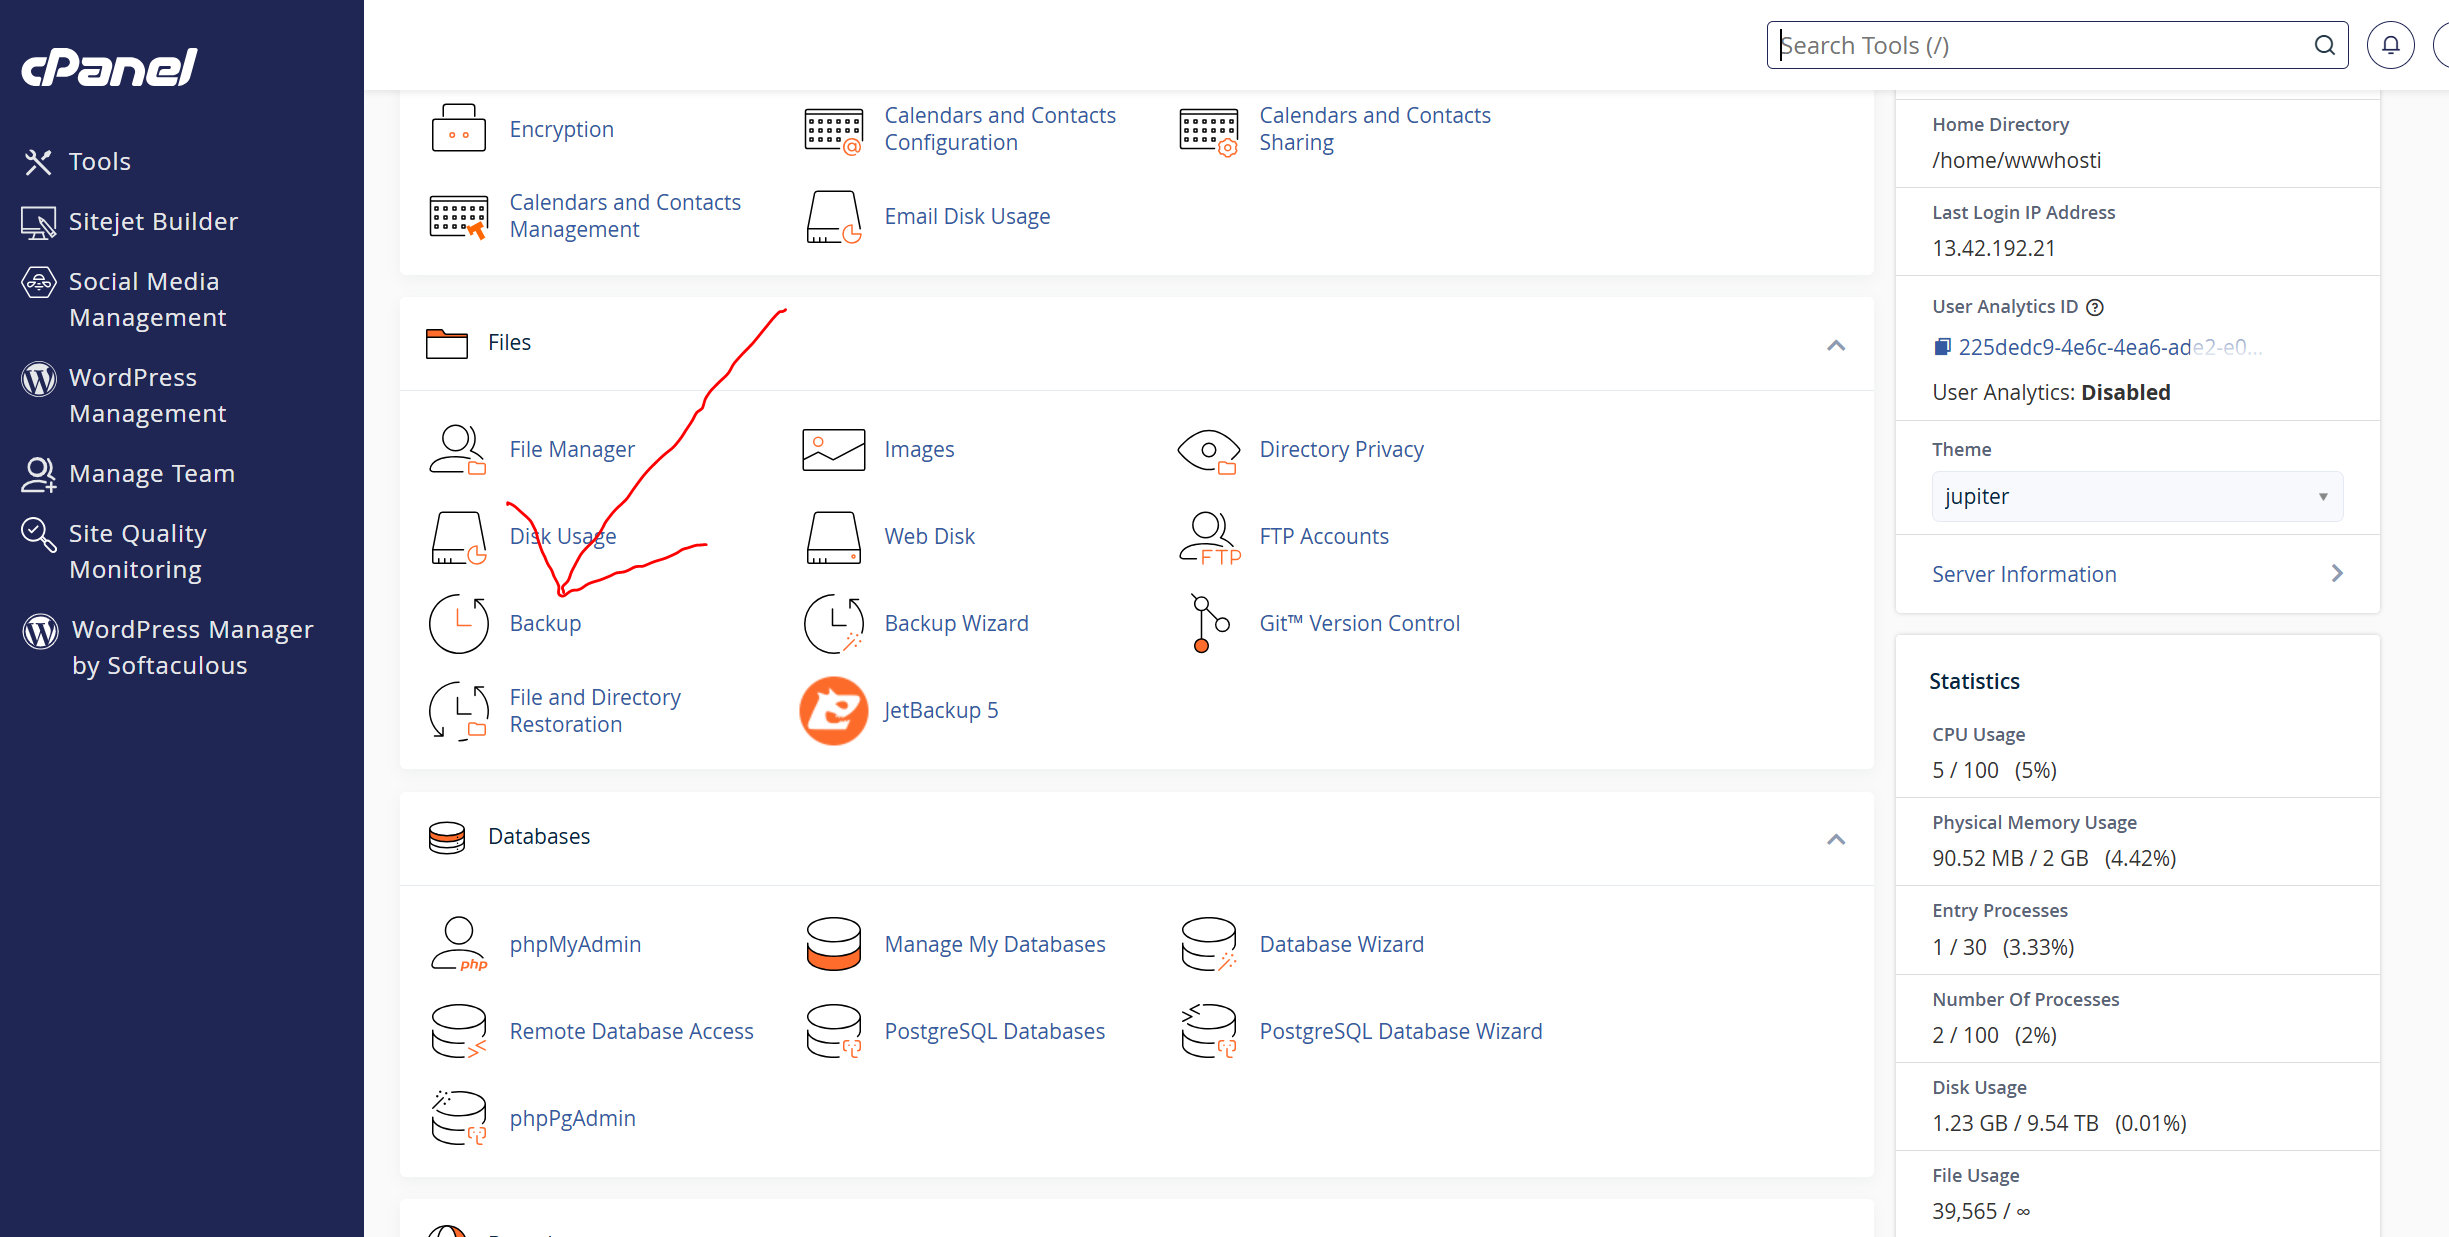 cPanel
Search Tools (/)
Tools
Sitejet Builder
Social Media
Management
WordPress
Management
Manage Team
Site Quality
Monitoring
WordPress Manager
by Softaculous
Encryption
Calendars and Contacts
Configuration
Calendars and Contacts
Sharing
Calendars and Contacts
Management
Email Disk Usage
Files
File Manager
Images
Directory Privacy
Disk Usage
Web Disk
FTP
FTP Accounts
Backup
Backup Wizard
Git™ Version Control
File and Directory
Restoration
JetBackup 5
Databases
php
phpMyAdmin
Manage My Databases
Database Wizard
Remote Database Access
PostgreSQL Databases
PostgreSQL Database Wizard
phpPgAdmin
Home Directory
/home/wwwhosti
Last Login IP Address
13.42.192.21
User Analytics ID
225dedc9-4e6c-4ea6-ade2-e0...
User Analytics: Disabled
Theme
jupiter
Server Information
Statistics
CPU Usage
5 / 100 (5%)
Physical Memory Usage
90.52 MB / 2 GB (4.42%)
Entry Processes
1 / 30 (3.33%)
Number Of Processes
2 / 100 (2%)
Disk Usage
1.23 GB / 9.54 TB (0.01%)
File Usage
39,565 / ∞